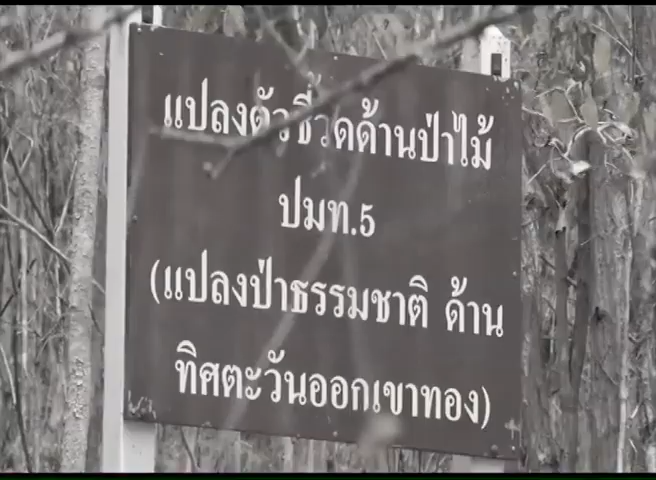 แปลงตัวชี้วัดด้านป่าไม้
ปมท.5
(แปลงป่าธรรมชาติ ด้าน
ทิศตะวันออกเขาทอง)